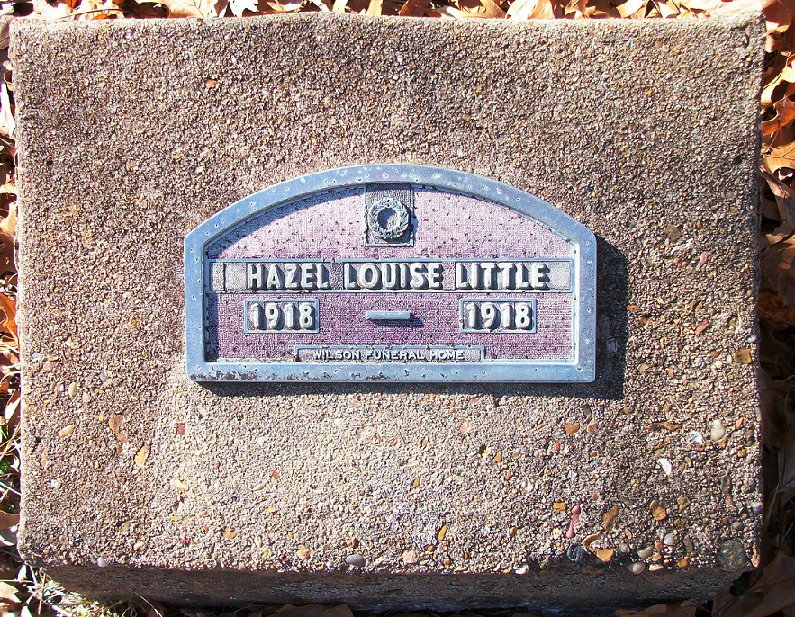 HAZEL LOUISE LITTLE
1918 - 1918
WILSON FUNERAL HOME